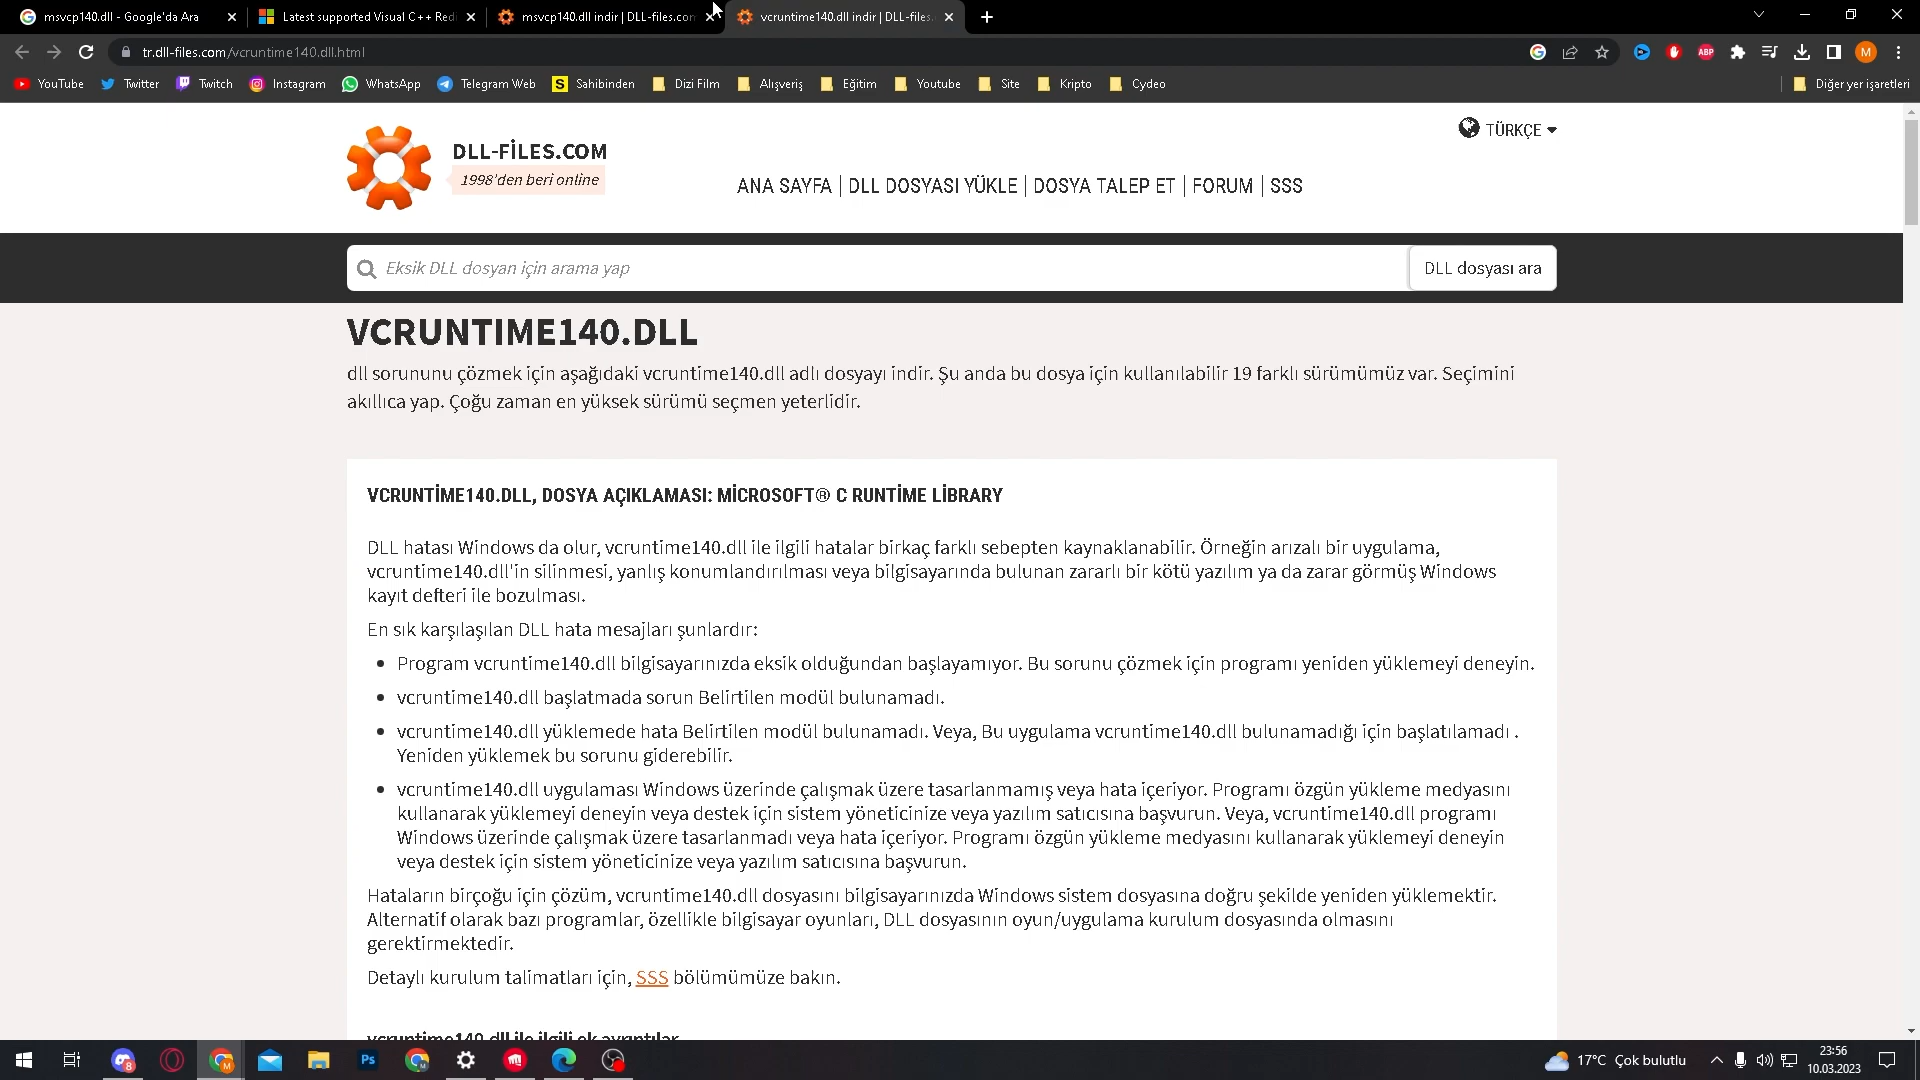 msvcp140.dll - Google'da Ara
Latest supported Visual C++ Redi
msvcp140.dll indir | DLL-files.com
vcruntime140.dll indir | DLL-files.
tr.dll-files.com/vcruntime140.dll.html
ABP
M
YouTube
Twitter
Twitch
Instagram
WhatsApp
Telegram Web
S
Sahibinden
Dizi Film
Alışveriş
Eğitim
Youtube
Site
Kripto
Cydeo
Diğer yer işaretleri
DLL-FİLES.COM
1998'den beri online
TÜRKÇE
ANA SAYFA | DLL DOSYASI YÜKLE | DOSYA TALEP ET | FORUM | SSS
Eksik DLL dosyan için arama yap
DLL dosyası ara
VCRUNTIME140.DLL
dll sorununu çözmek için aşağıdaki vcruntime140.dll adlı dosyayı indir. Şu anda bu dosya için kullanılabilir 19 farklı sürümümüz var. Seçimini
akıllıca yap. Çoğu zaman en yüksek sürümü seçmen yeterlidir.
VCRUNTİME140.DLL, DOSYA AÇIKLAMASI: MİCROSOFT® C RUNTİME LİBRARY
DLL hatası Windows da olur, vcruntime140.dll ile ilgili hatalar birkaç farklı sebepten kaynaklanabilir. Örneğin arızalı bir uygulama,
vcruntime140.dll'in silinmesi, yanlış konumlandırılması veya bilgisayarında bulunan zararlı bir kötü yazılım ya da zarar görmüş Windows
kayıt defteri ile bozulması.
En sık karşılaşılan DLL hata mesajları şunlardır:
• Program vcruntime140.dll bilgisayarınızda eksik olduğundan başlayamıyor. Bu sorunu çözmek için programı yeniden yüklemeyi deneyin.
• vcruntime140.dll başlatmada sorun Belirtilen modül bulunamadı.
• vcruntime140.dll yüklemede hata Belirtilen modül bulunamadı. Veya, Bu uygulama vcruntime140.dll bulunamadığı için başlatılamadı .
Yeniden yüklemek bu sorunu giderebilir.
• vcruntime140.dll uygulaması Windows üzerinde çalışmak üzere tasarlanmamış veya hata içeriyor. Programı özgün yükleme medyasını
kullanarak yüklemeyi deneyin veya destek için sistem yöneticinize veya yazılım satıcısına başvurun. Veya, vcruntime140.dll programı
Windows üzerinde çalışmak üzere tasarlanmadı veya hata içeriyor. Programı özgün yükleme medyasını kullanarak yüklemeyi deneyin
veya destek için sistem yöneticinize veya yazılım satıcısına başvurun.
Hataların birçoğu için çözüm, vcruntime140.dll dosyasını bilgisayarınızda Windows sistem dosyasına doğru şekilde yeniden yüklemektir.
Alternatif olarak bazı programlar, özellikle bilgisayar oyunları, DLL dosyasının oyun/uygulama kurulum dosyasında olmasını
gerektirmektedir.
Detaylı kurulum talimatları için, SSS bölümümüze bakın.
vcruntime140.dll ile ilgili ek ayrıntılar
8
M
Ps
17°C Çok bulutlu
23:56
10.03.2023